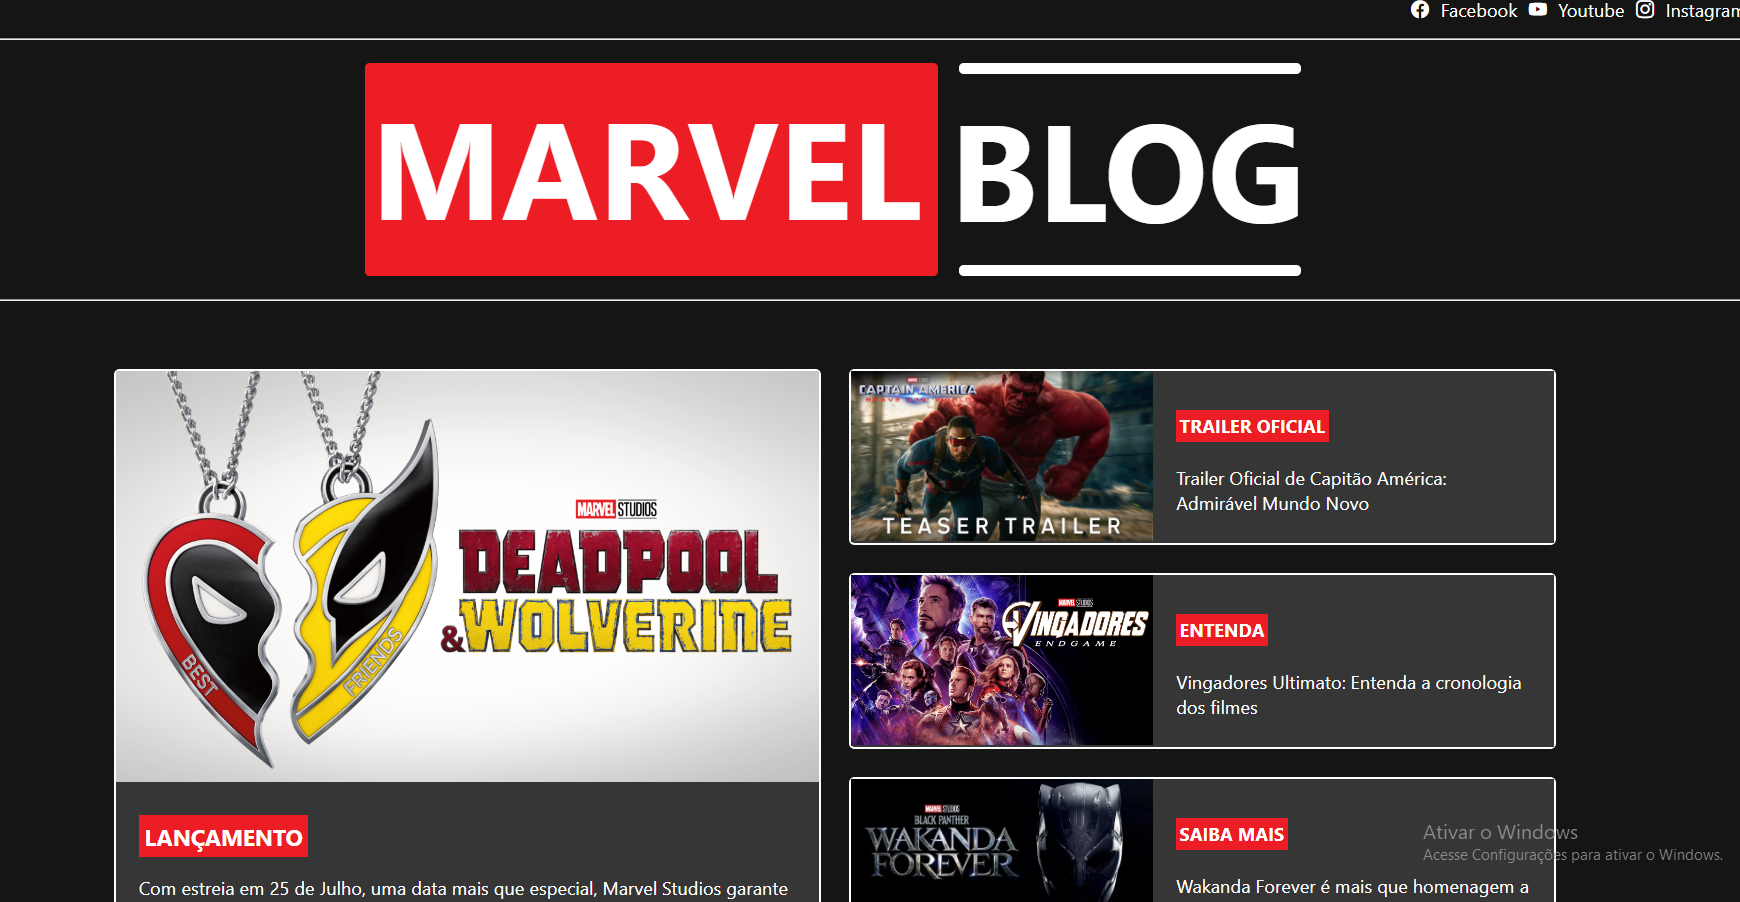 Facebook Youtube Instagram
MARVEL BLOG
MARVEL STUDIOS
DEADPOOL
& WOLVERINE
BEST
FRIENDS
LANÇAMENTO
Com estreia em 25 de Julho, uma data mais que especial, Marvel Studios garante
CAPTAIN AMERICA
TEASER TRAILER
TRAILER OFICIAL
Trailer Oficial de Capitão América:
Admirável Mundo Novo
MARVEL STUDIOS
VINGADORES
ENDGAME
ENTENDA
Vingadores Ultimato: Entenda a cronologia
dos filmes
MARVEL STUDIOS
BLACK PANTHER
WAKANDA
FOREVER
SAIBA MAIS
Wakanda Forever é mais que homenagem a
Ativar o Windows
Acesse Configurações para ativar o Windows.